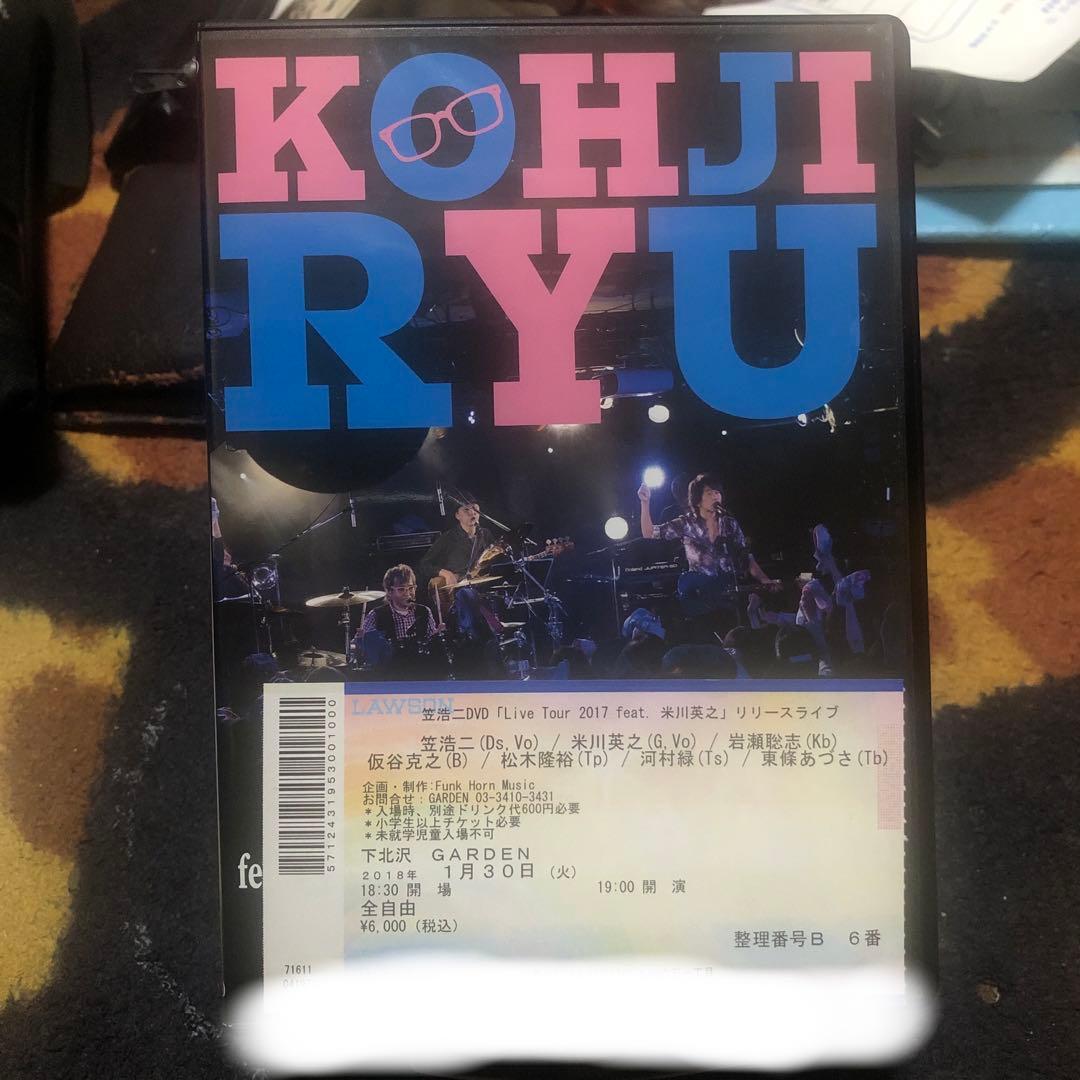 KOHJI
RYU
Roland JUPITER-50
LAWSON
笠浩二DVD「Live Tour 2017 feat. 米川英之」リリースライブ
笠浩二(Ds,Vo) / 米川英之(G,Vo) / 岩瀬聡志(Kb)
仮谷克之(B) / 松木隆裕(Tp) / 河村緑(Ts) / 東條あづさ(Tb)
企画・制作:Funk Horn Music
お問合せ:GARDEN 03-3410-3431
*入場時、別途ドリンク代600円必要
*小学生以上チケット必要
*未就学児童入場不可
下北沢 GARDEN
2018年 1月30日 (火)
18:30 開 場 19:00 開 演
全自由
¥6,000 (税込)
整理番号B 6番
5712431953001000
fe
71611